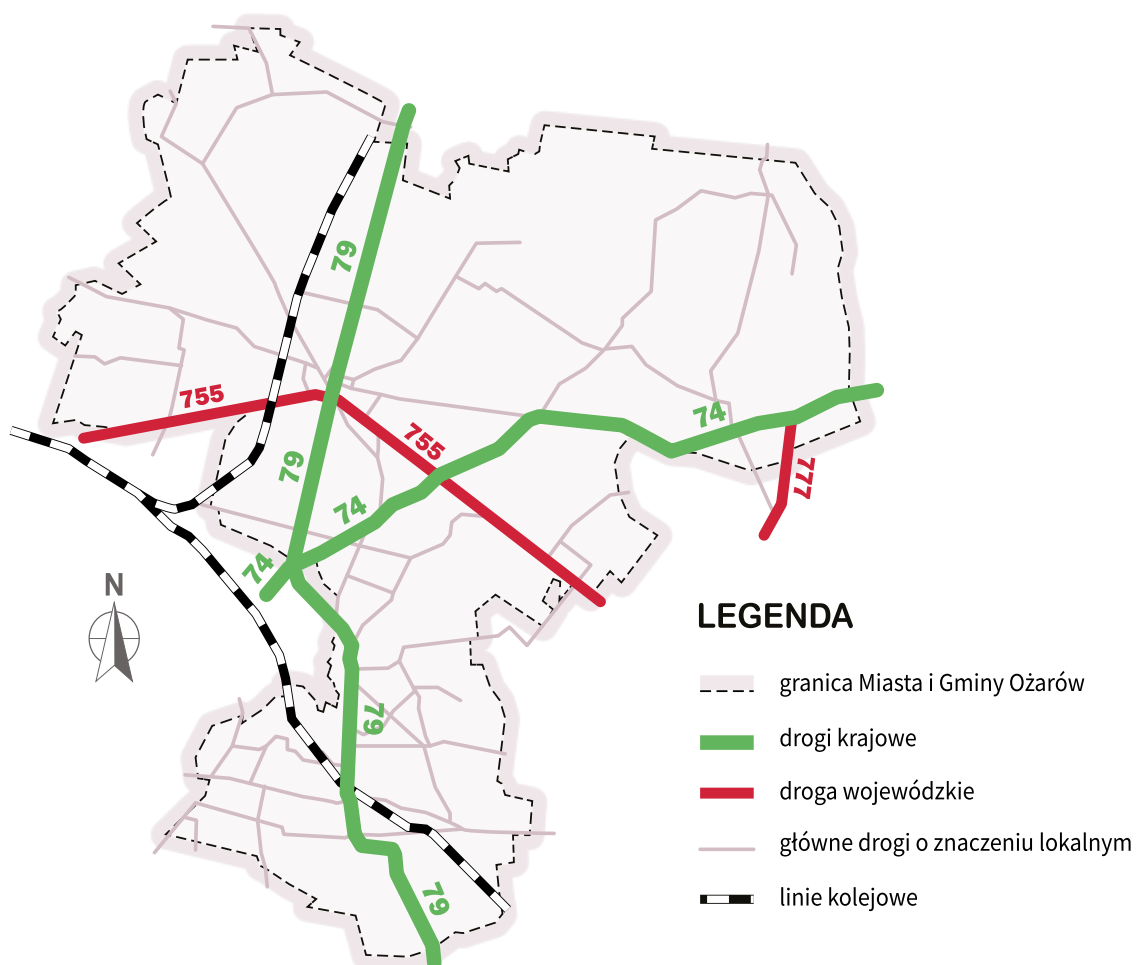 79
755
755
74
79
74
777
74
N
79
79
LEGENDA
granica Miasta i Gminy Ożarów
drogi krajowe
droga wojewódzkie
główne drogi o znaczeniu lokalnym
linie kolejowe